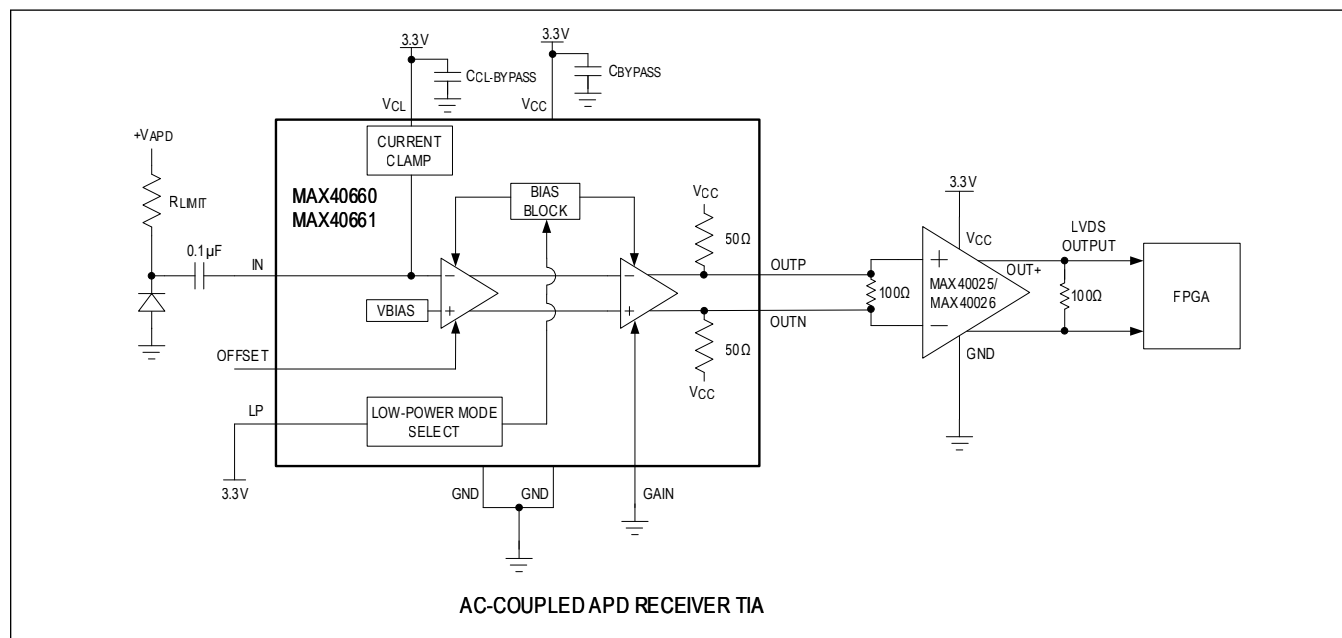 3.3V
3.3V
CCL-BYPASS
CBYPASS
VCL
VCC
+VAPD
RLIMIT
0.1µF
IN
CURRENT
CLAMP
MAX40660
MAX40661
BIAS
BLOCK
VBIAS
VCC
50Ω
OUTP
OUTN
50Ω
VCC
OFFSET
LP
3.3V
LOW-POWER MODE
SELECT
GND
GND
GAIN
100Ω
3.3V
VCC
MAX40025/
MAX40026
OUT+
GND
LVDS
OUTPUT
100Ω
FPGA
AC-COUPLED APD RECEIVER TIA